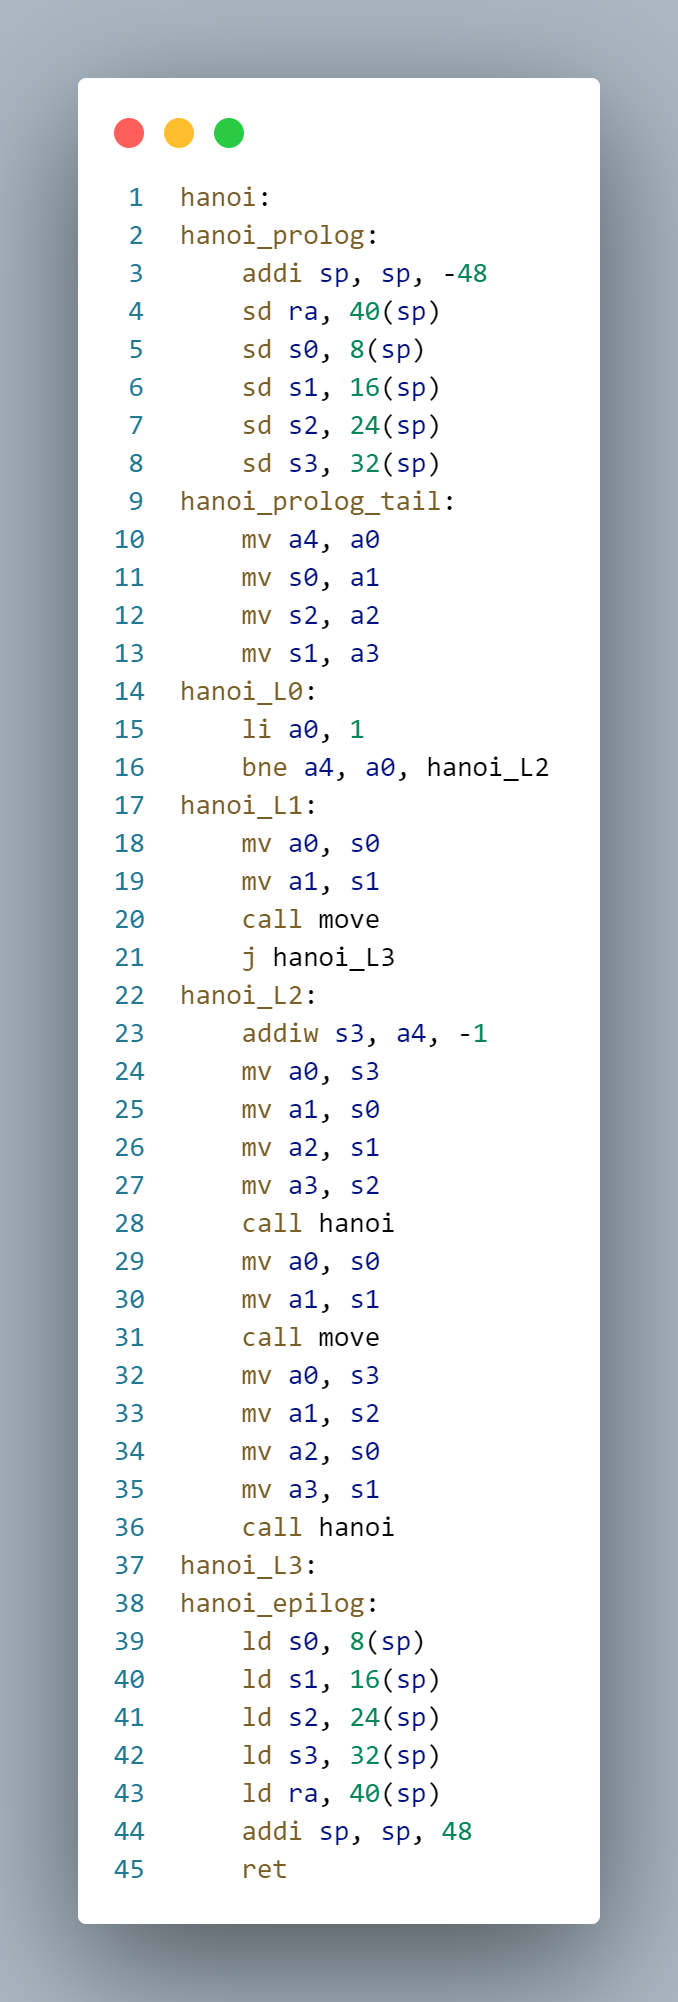 1 hanoi:
2 hanoi_prolog:
3     addi sp, sp, -48
4     sd ra, 40(sp)
5     sd s0, 8(sp)
6     sd s1, 16(sp)
7     sd s2, 24(sp)
8     sd s3, 32(sp)
9 hanoi_prolog_tail:
10     mv a4, a0
11     mv s0, a1
12     mv s2, a2
13     mv s1, a3
14 hanoi_L0:
15     li a0, 1
16     bne a4, a0, hanoi_L2
17 hanoi_L1:
18     mv a0, s0
19     mv a1, s1
20     call move
21     j hanoi_L3
22 hanoi_L2:
23     addiw s3, a4, -1
24     mv a0, s3
25     mv a1, s0
26     mv a2, s1
27     mv a3, s2
28     call hanoi
29     mv a0, s0
30     mv a1, s1
31     call move
32     mv a0, s3
33     mv a1, s2
34     mv a2, s0
35     mv a3, s1
36     call hanoi
37 hanoi_L3:
38 hanoi_epilog:
39     ld s0, 8(sp)
40     ld s1, 16(sp)
41     ld s2, 24(sp)
42     ld s3, 32(sp)
43     ld ra, 40(sp)
44     addi sp, sp, 48
45     ret